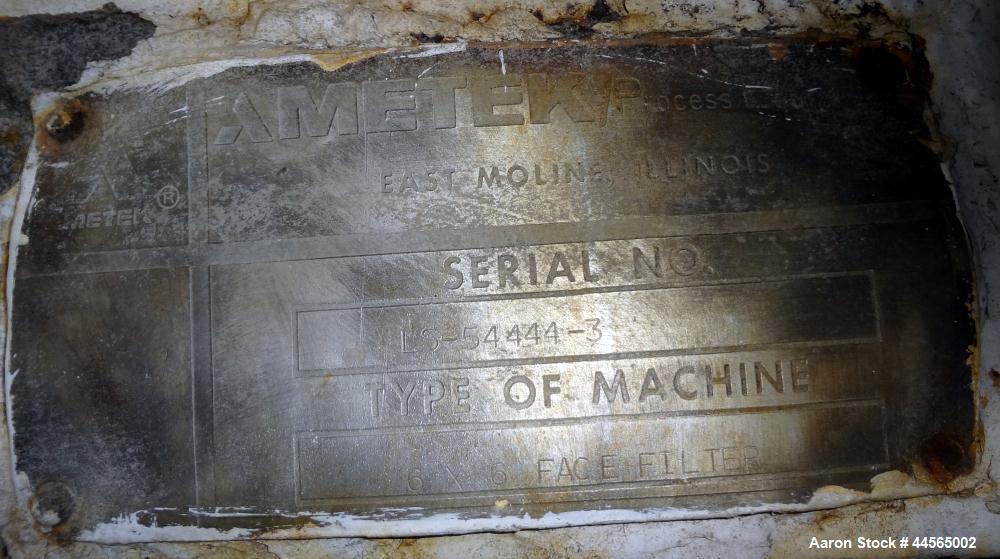 AMETEK/Process
EAST MOLINE, ILLINOIS
AMETEK ®
SERIAL NO.
LS-54444-3
TYPE OF MACHINE
6 X 6 FACE FILTER
Aaron Stock # 44565002